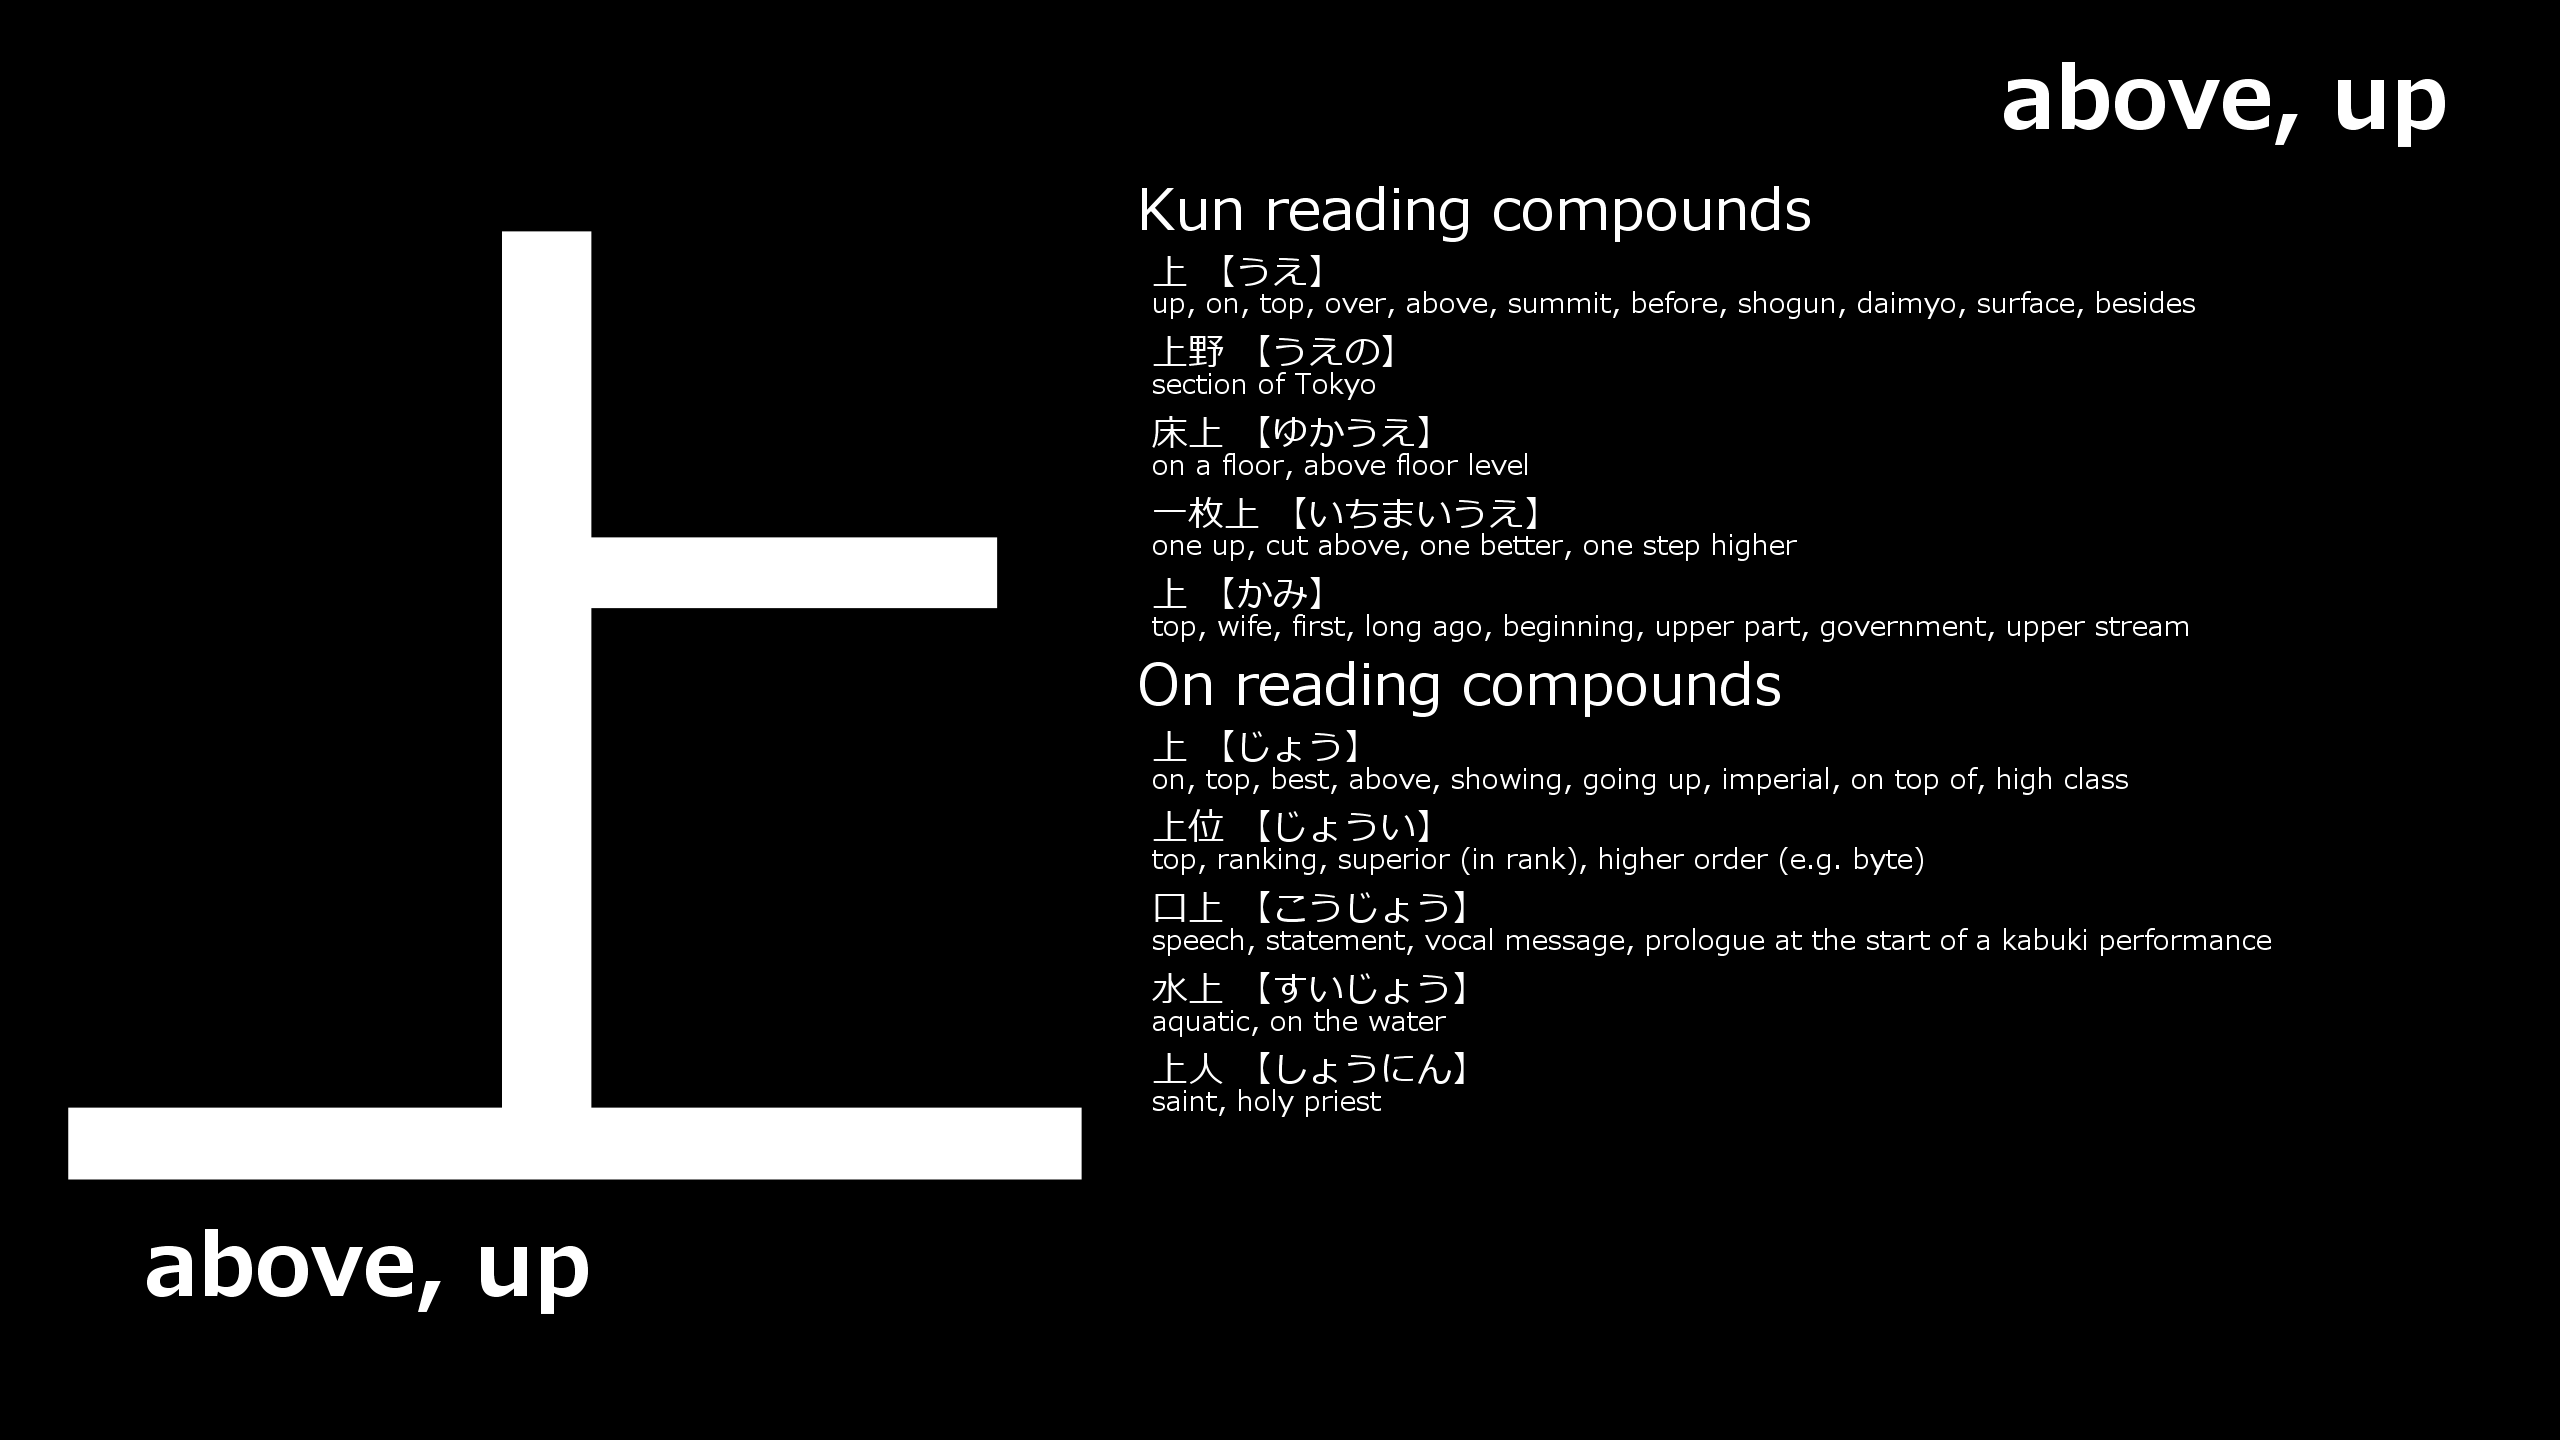 above, up
上
above, up
Kun reading compounds
上 【うえ】
up, on, top, over, above, summit, before, shogun, daimyo, surface, besides
上野 【うえの】
section of Tokyo
床上 【ゆかうえ】
on a floor, above floor level
一枚上 【いちまいうえ】
one up, cut above, one better, one step higher
上 【かみ】
top, wife, first, long ago, beginning, upper part, government, upper stream
On reading compounds
上 【じょう】
on, top, best, above, showing, going up, imperial, on top of, high class
上位 【じょうい】
top, ranking, superior (in rank), higher order (e.g. byte)
口上 【こうじょう】
speech, statement, vocal message, prologue at the start of a kabuki performance
水上 【すいじょう】
aquatic, on the water
上人 【しょうにん】
saint, holy priest